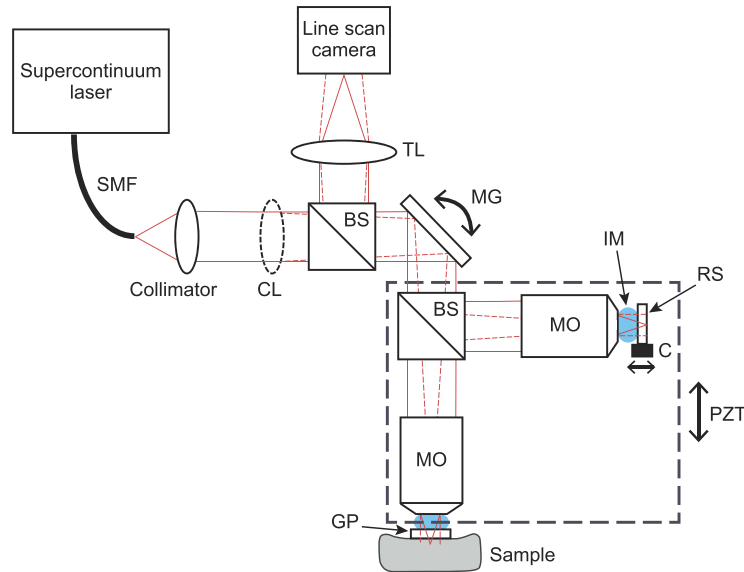 Line scan
camera
Supercontinuum
laser
TL
SMF
MG
BS
IM
RS
Collimator
CL
BS
MO
C
PZT
MO
GP
Sample